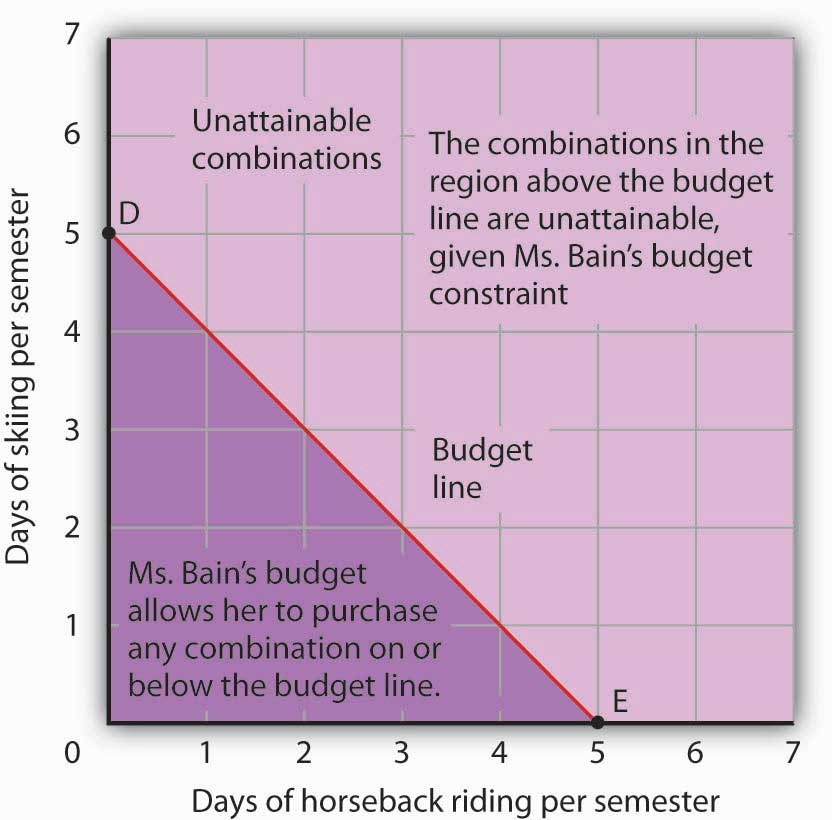 7
Unattainable
combinations
6
The combinations in the
region above the budget
line are unattainable,
given Ms. Bain’s budget
constraint
D
5
4
3
Budget
line
2
Ms. Bain’s budget
allows her to purchase
any combination on or
below the budget line.
1
E
0 1 2 3 4 5 6 7
Days of skiing per semester
Days of horseback riding per semester